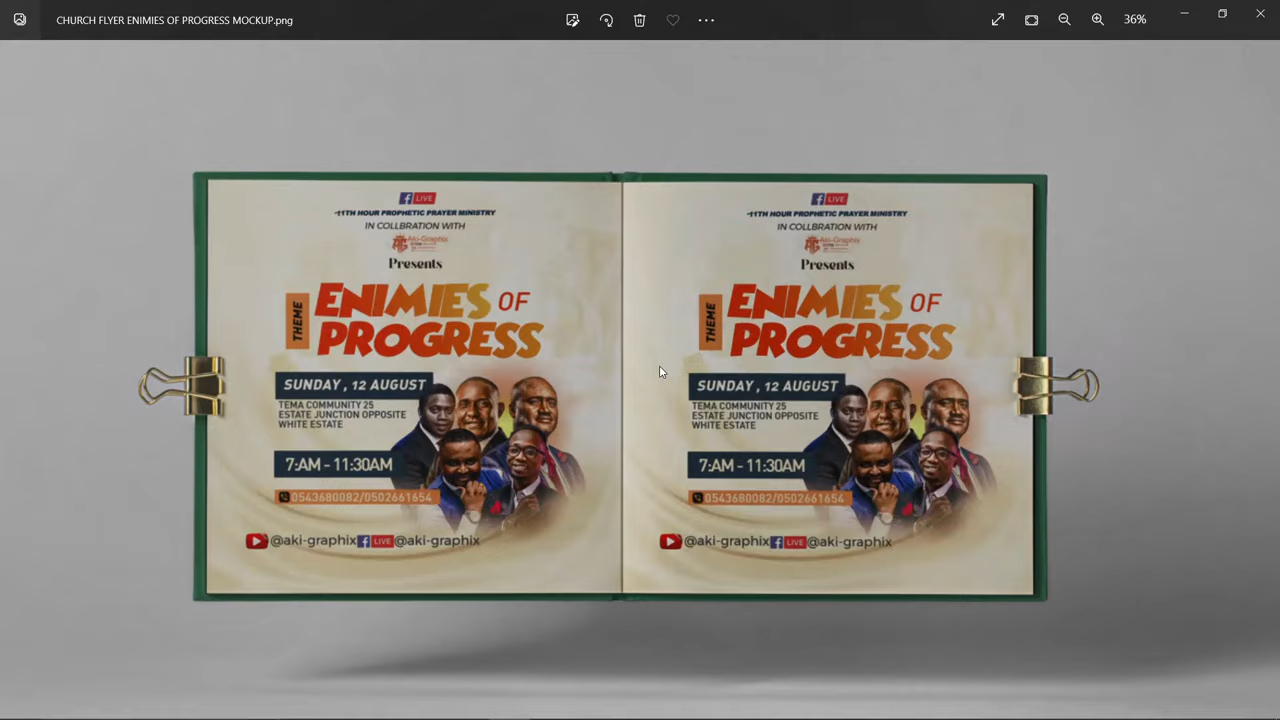 CHURCH FLYER ENIMIES OF PROGRESS MOCKUP.png
36%
f LIVE
-11TH HOUR PROPHETIC PRAYER MINISTRY
IN COLLBRATION WITH
Aki-Graphix
Presents
THEME
ENIMIES OF
PROGRESS
SUNDAY , 12 AUGUST
TEMA COMMUNITY 25
ESTATE JUNCTION OPPOSITE
WHITE ESTATE
7:AM - 11:30AM
0543680082/0502661654
@aki-graphix f LIVE @aki-graphix
f LIVE
-11TH HOUR PROPHETIC PRAYER MINISTRY
IN COLLBRATION WITH
Aki-Graphix
Presents
THEME
ENIMIES OF
PROGRESS
SUNDAY , 12 AUGUST
TEMA COMMUNITY 25
ESTATE JUNCTION OPPOSITE
WHITE ESTATE
7:AM - 11:30AM
0543680082/0502661654
@aki-graphix f LIVE @aki-graphix